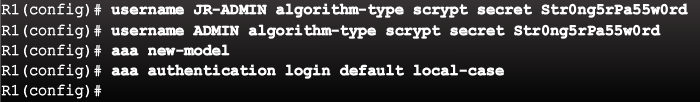 R1(config)# username JR-ADMIN algorithm-type scrypt secret Str0ng5rPa55w0rd
R1(config)# username ADMIN algorithm-type scrypt secret Str0ng5rPa55w0rd
R1(config)# aaa new-model
R1(config)# aaa authentication login default local-case
R1(config)#